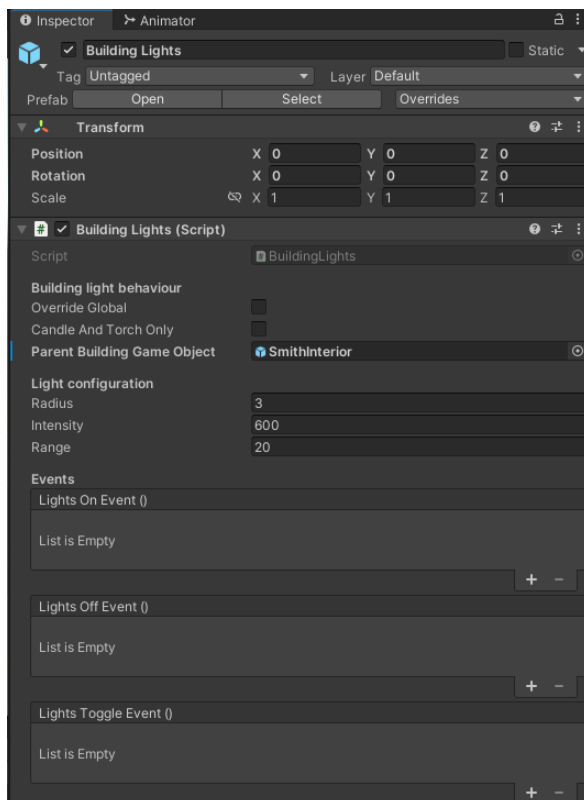 Inspector Animator
Building Lights Static
Tag Untagged Layer Default
Prefab Open Select Overrides
Transform
Position X 0 Y 0 Z 0
Rotation X 0 Y 0 Z 0
Scale X 1 Y 1 Z 1
# Building Lights (Script)
Script # BuildingLights
Building light behaviour
Override Global
Candle And Torch Only
Parent Building Game Object SmithInterior
Light configuration
Radius 3
Intensity 600
Range 20
Events
Lights On Event ()
List is Empty
+ −
Lights Off Event ()
List is Empty
+ −
Lights Toggle Event ()
List is Empty
+ −